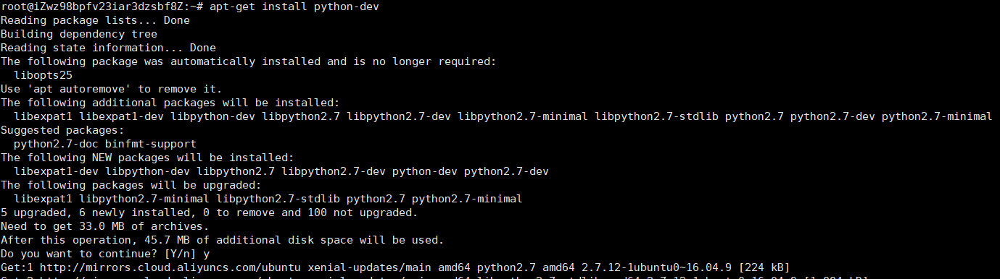 root@iZwz98bpfv23iar3dzsbf8Z:~# apt-get install python-dev
Reading package lists... Done
Building dependency tree
Reading state information... Done
The following package was automatically installed and is no longer required:
  libopts25
Use 'apt autoremove' to remove it.
The following additional packages will be installed:
  libexpat1 libexpat1-dev libpython-dev libpython2.7 libpython2.7-dev libpython2.7-minimal libpython2.7-stdlib python2.7 python2.7-dev python2.7-minimal
Suggested packages:
  python2.7-doc binfmt-support
The following NEW packages will be installed:
  libexpat1-dev libpython-dev libpython2.7 libpython2.7-dev python-dev python2.7-dev
The following packages will be upgraded:
  libexpat1 libpython2.7-minimal libpython2.7-stdlib python2.7 python2.7-minimal
5 upgraded, 6 newly installed, 0 to remove and 100 not upgraded.
Need to get 33.0 MB of archives.
After this operation, 45.7 MB of additional disk space will be used.
Do you want to continue? [Y/n] y
Get:1 http://mirrors.cloud.aliyuncs.com/ubuntu xenial-updates/main amd64 python2.7 amd64 2.7.12-1ubuntu0~16.04.9 [224 kB]